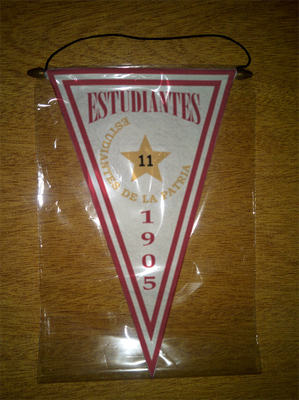 ESTUDIANTES
ESTUDIANTES DE LA PATRIA
11
1905